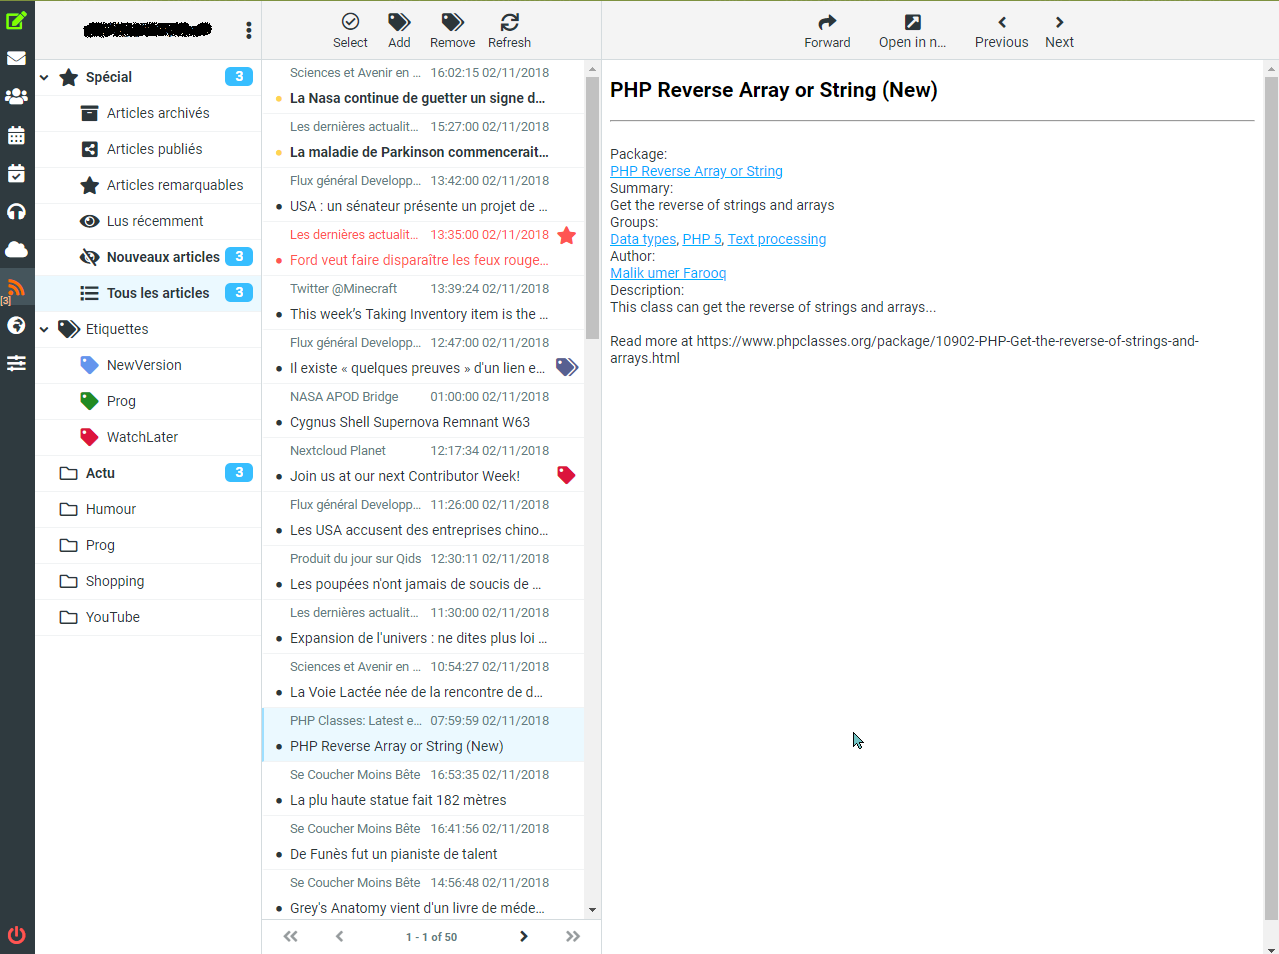 Select
Add
Remove
Refresh
Forward
Open in n...
Previous
Next
[3]
Spécial 3
Articles archivés
Articles publiés
Articles remarquables
Lus récemment
Nouveaux articles 3
Tous les articles 3
Etiquettes
NewVersion
Prog
WatchLater
Actu 3
Humour
Prog
Shopping
YouTube
Sciences et Avenir en ... 16:02:15 02/11/2018
La Nasa continue de guetter un signe d...
Les dernières actualit... 15:27:00 02/11/2018
La maladie de Parkinson commencerait...
Flux général Developp... 13:42:00 02/11/2018
USA : un sénateur présente un projet de ...
Les dernières actualit... 13:35:00 02/11/2018
Ford veut faire disparaître les feux rouge...
Twitter @Minecraft 13:39:24 02/11/2018
This week's Taking Inventory item is the ...
Flux général Developp... 12:47:00 02/11/2018
Il existe « quelques preuves » d'un lien e...
NASA APOD Bridge 01:00:00 02/11/2018
Cygnus Shell Supernova Remnant W63
Nextcloud Planet 12:17:34 02/11/2018
Join us at our next Contributor Week!
Flux général Developp... 11:26:00 02/11/2018
Les USA accusent des entreprises chino...
Produit du jour sur Qids 12:30:11 02/11/2018
Les poupées n'ont jamais de soucis de ...
Les dernières actualit... 11:30:00 02/11/2018
Expansion de l'univers : ne dites plus loi ...
Sciences et Avenir en ... 10:54:27 02/11/2018
La Voie Lactée née de la rencontre de d...
PHP Classes: Latest e... 07:59:59 02/11/2018
PHP Reverse Array or String (New)
Se Coucher Moins Bête 16:53:35 02/11/2018
La plu haute statue fait 182 mètres
Se Coucher Moins Bête 16:41:56 02/11/2018
De Funès fut un pianiste de talent
Se Coucher Moins Bête 14:56:48 02/11/2018
Grey's Anatomy vient d'un livre de méde...
1 - 1 of 50
PHP Reverse Array or String (New)
Package:
PHP Reverse Array or String
Summary:
Get the reverse of strings and arrays
Groups:
Data types, PHP 5, Text processing
Author:
Malik umer Farooq
Description:
This class can get the reverse of strings and arrays...
Read more at https://www.phpclasses.org/package/10902-PHP-Get-the-reverse-of-strings-and-
arrays.html